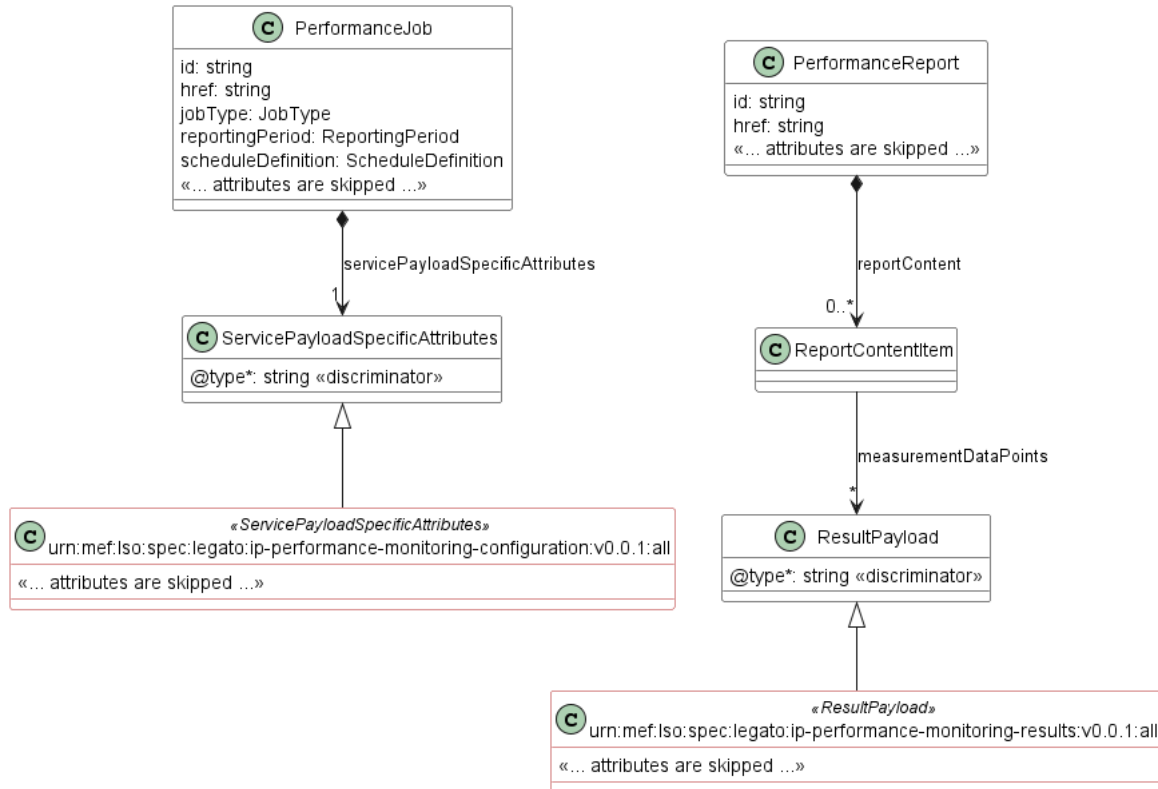 C PerformanceJob
id: string
href: string
jobType: JobType
reportingPeriod: ReportingPeriod
scheduleDefinition: ScheduleDefinition
«... attributes are skipped ...»
servicePayloadSpecificAttributes
1
C ServicePayloadSpecificAttributes
@type*: string «discriminator»
«ServicePayloadSpecificAttributes»
C urn:mef:lso:spec:legato:ip-performance-monitoring-configuration:v0.0.1:all
«... attributes are skipped ...»
C PerformanceReport
id: string
href: string
«... attributes are skipped ...»
reportContent
0..*
C ReportContentItem
measurementDataPoints
*
C ResultPayload
@type*: string «discriminator»
«ResultPayload»
C urn:mef:lso:spec:legato:ip-performance-monitoring-results:v0.0.1:all
«... attributes are skipped ...»